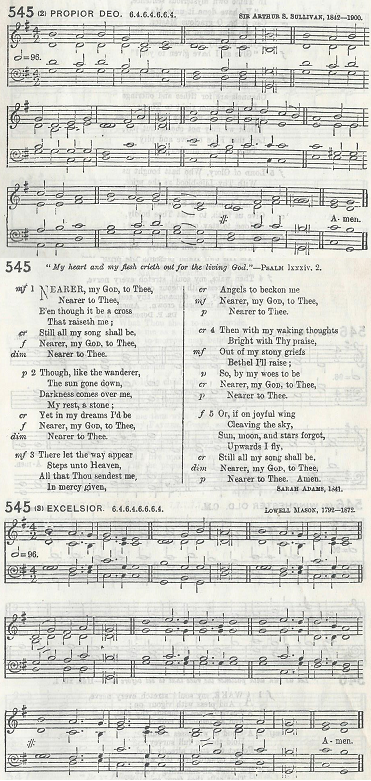 545 (2) PROPIOR DEO. 6.4.6.4.6.6.4. SIR ARTHUR S. SULLIVAN, 1842—1900.
=96.
A- men.
545 "My heart and my flesh crieth out for the living God."—PSALM lxxxiv. 2.
mf 1 NEARER, my GOD, to Thee,
Nearer to Thee,
E'en though it be a cross
That raiseth me;
cr Still all my song shall be,
f Nearer, my GOD, to Thee,
dim Nearer to Thee.
p 2 Though, like the wanderer,
The sun gone down,
Darkness comes over me,
My rest, a stone;
cr Yet in my dreams I'd be
f Nearer, my GOD, to Thee,
dim Nearer to Thee.
mf 3 There let the way appear
Steps unto Heaven,
All that Thou sendest me,
In mercy given,
cr Angels to beckon me
mf Nearer, my GOD, to Thee,
p Nearer to Thee.
cr 4 Then with my waking thoughts
Bright with Thy praise,
mf Out of my stony griefs
Bethel I'll raise;
p So, by my woes to be
cr Nearer, my GOD, to Thee,
p Nearer to Thee.
f 5 Or, if on joyful wing
Cleaving the sky,
Sun, moon, and stars forgot,
Upwards I fly,
cr Still all my song shall be,
dim Nearer, my GOD, to Thee,
p Nearer to Thee. Amen.
SARAH ADAMS, 1841.
545 (3) EXCELSIOR. 6.4.6.4.6.6.6.4. LOWELL MASON, 1792—1872.
=96.
A- men.